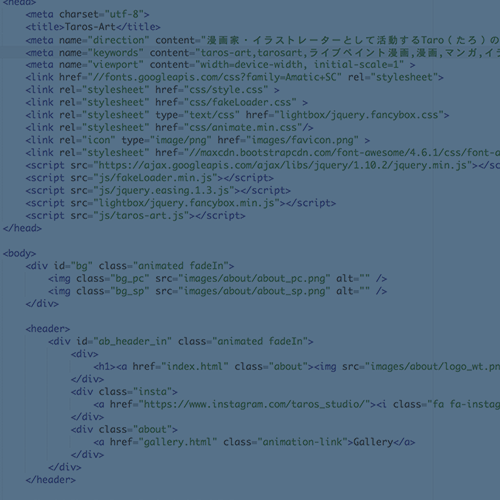 <head>
<meta charset="utf-8">
<title>Taros-Art</title>
<meta name="direction" content="漫画家・イラストレーターとして活動するTaro（たろ）の
<meta name="keywords" content="taros-art,tarosart,ライブペイント漫画,漫画,マンガ,イ
<meta name="viewport" content="width=device-width, initial-scale=1" >
<link href="//fonts.googleapis.com/css?family=Amatic+SC" rel="stylesheet">
<link rel="stylesheet" href="css/style.css" >
<link rel="stylesheet" href="css/fakeLoader.css" >
<link rel="stylesheet" type="text/css" href="lightbox/jquery.fancybox.css">
<link rel="stylesheet" href="css/animate.min.css"/>
<link rel="icon" type="image/png" href="images/favicon.png" >
<link rel="stylesheet" href="//maxcdn.bootstrapcdn.com/font-awesome/4.6.1/css/font-a
<script src="https://ajax.googleapis.com/ajax/libs/jquery/1.10.2/jquery.min.js"></sc
<script src="js/fakeLoader.min.js"></script>
<script src="js/jquery.easing.1.3.js"></script>
<script src="lightbox/jquery.fancybox.min.js"></script>
<script src="js/taros-art.js"></script>
</head>
<body>
<div id="bg" class="animated fadeIn">
<img class="bg_pc" src="images/about/about_pc.png" alt="" />
<img class="bg_sp" src="images/about/about_sp.png" alt="" />
</div>
<header>
<div id="ab_header_in" class="animated fadeIn">
<div>
<h1><a href="index.html" class="about"><img src="images/about/logo_wt.pn
</div>
<div class="insta">
<a href="https://www.instagram.com/taros_studio/"><i class="fa fa-instag
</div>
<div class="about">
<a href="gallery.html" class="animation-link">Gallery</a>
</div>
</div>
</header>